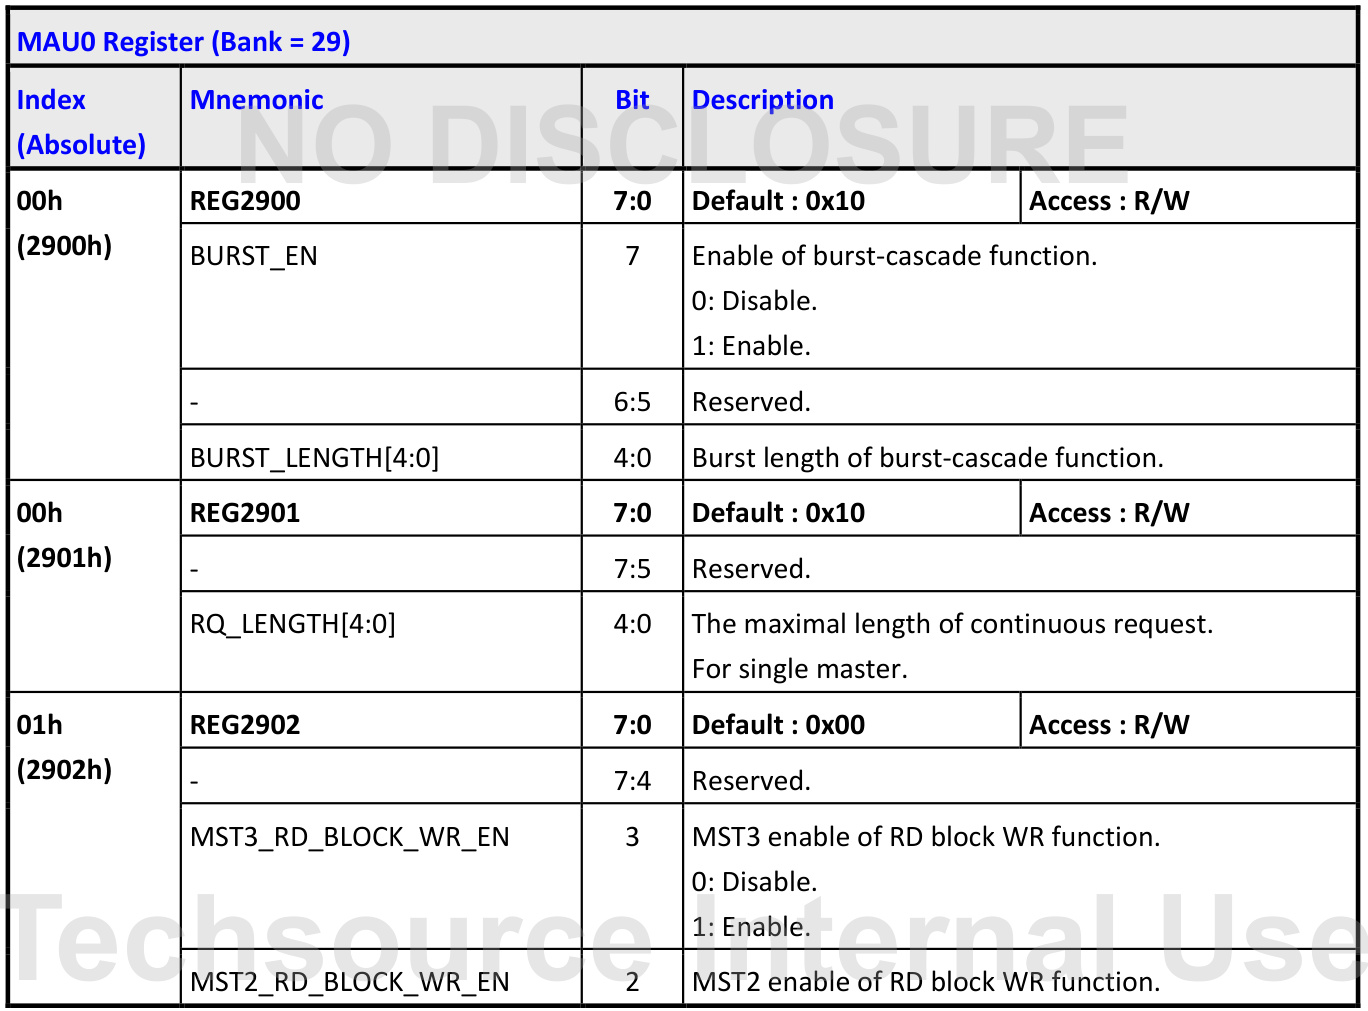 MAU0 Register (Bank = 29)
Index (Absolute) Mnemonic Bit Description
NO DISCLOSURE
00h (2900h) REG2900 7:0 Default : 0x10 Access : R/W
BURST_EN 7 Enable of burst-cascade function.
0: Disable.
1: Enable.
- 6:5 Reserved.
BURST_LENGTH[4:0] 4:0 Burst length of burst-cascade function.
00h (2901h) REG2901 7:0 Default : 0x10 Access : R/W
- 7:5 Reserved.
RQ_LENGTH[4:0] 4:0 The maximal length of continuous request.
For single master.
01h (2902h) REG2902 7:0 Default : 0x00 Access : R/W
- 7:4 Reserved.
MST3_RD_BLOCK_WR_EN 3 MST3 enable of RD block WR function.
0: Disable.
1: Enable.
Techsource Internal Use
MST2_RD_BLOCK_WR_EN 2 MST2 enable of RD block WR function.